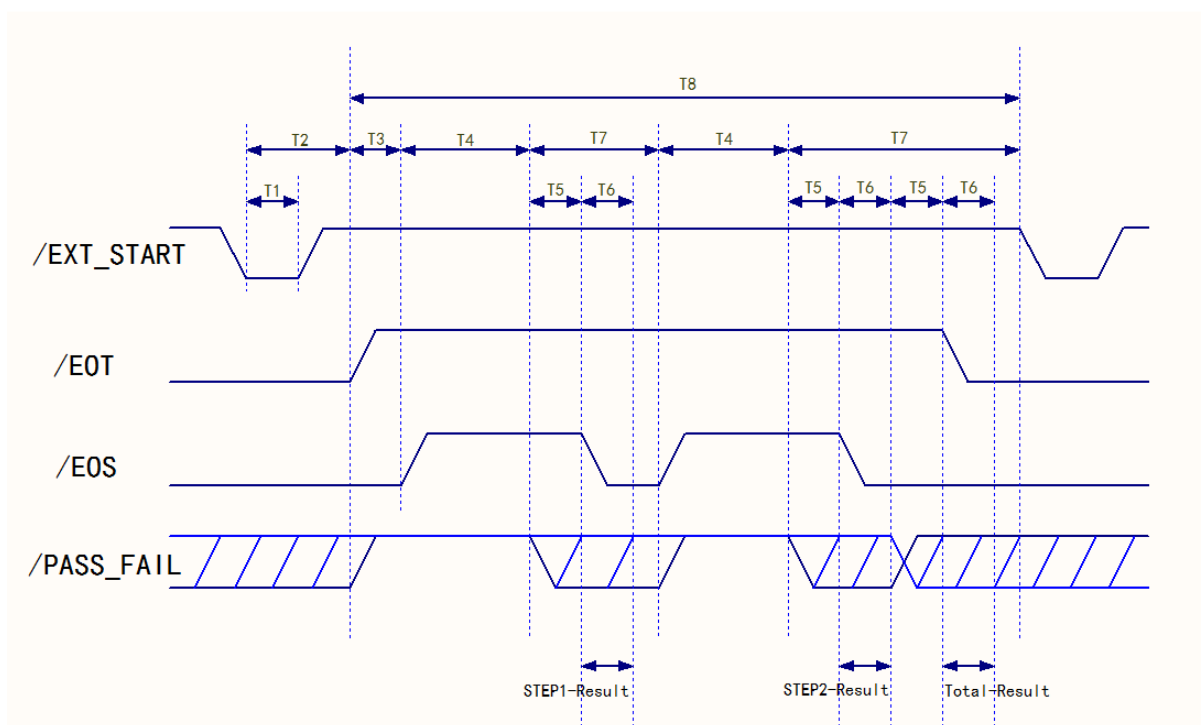 T8
T2 T3 T4 T7 T4 T7
T1 T5 T6 T5 T6 T5 T6
/EXT_START
/EOT
/EOS
/PASS_FAIL
STEP1-Result STEP2-Result Total-Result